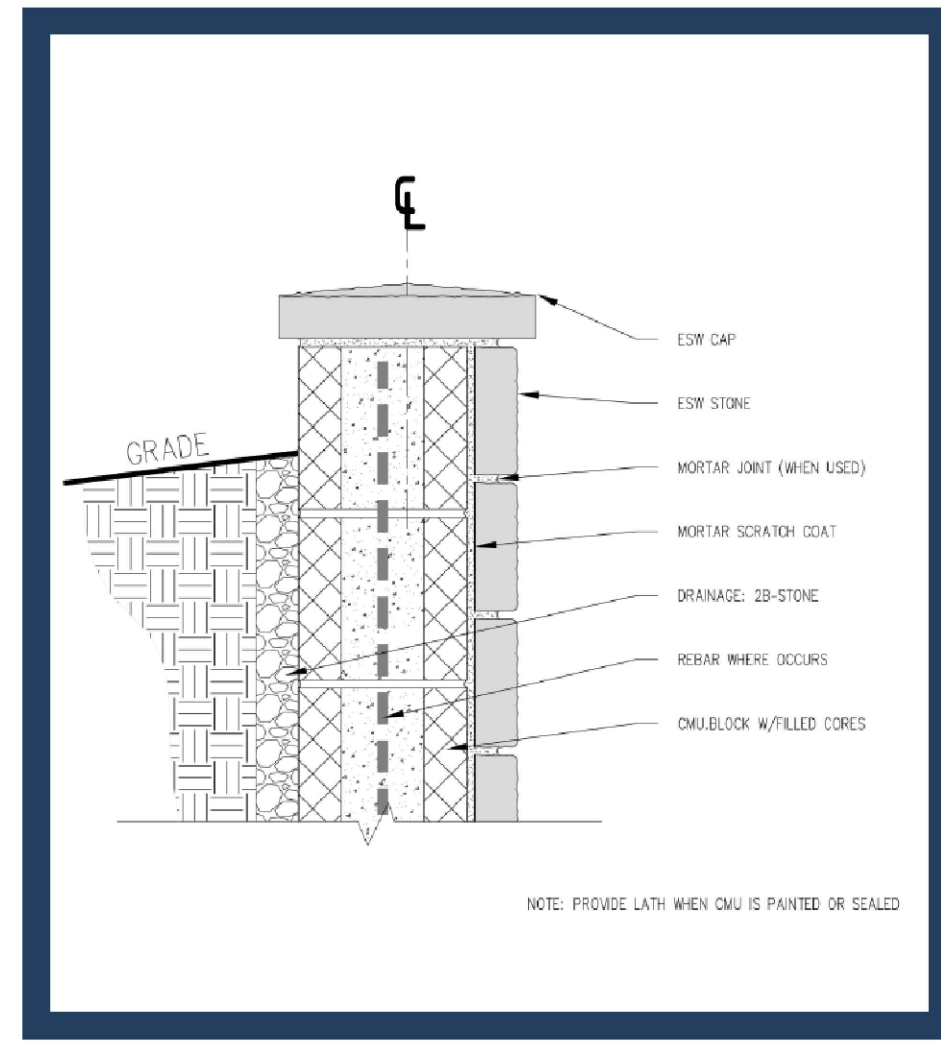 CL
ESW CAP
ESW STONE
GRADE
MORTAR JOINT (WHEN USED)
MORTAR SCRATCH COAT
DRAINAGE: 2B-STONE
REBAR WHERE OCCURS
CMU.BLOCK W/FILLED CORES
NOTE: PROVIDE LATH WHEN CMU IS PAINTED OR SEALED